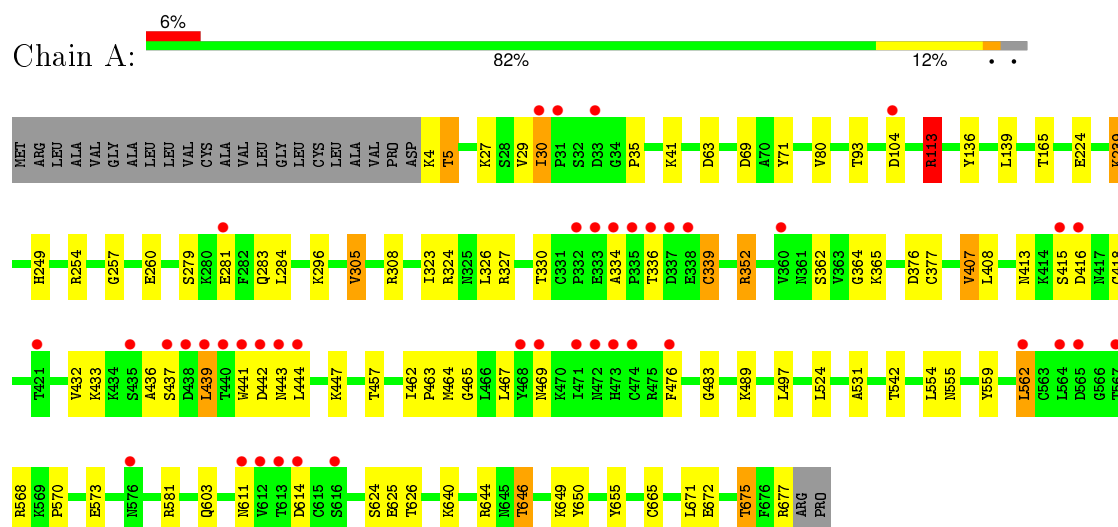 6%
Chain A:
82% 12% • •
MET ARG LEU ALA VAL GLY ALA LEU LEU VAL CYS ALA VAL LEU GLY LEU CYS LEU ALA VAL PRO ASP K4 T5 K27 S28 V29 I30 P31 S32 D33 G34 P35 K41 D63 D69 A70 Y71 V80 T93 D104 R113 Y136 L139 T165 E224 K239
H249 R254 G257 E260 S279 K280 E281 F282 Q283 L284 K296 V305 R308 I323 R324 N325 L326 R327 T330 C331 P332 E333 A334 P335 T336 D337 E338 C339 R352 V360 N361 S362 V363 G364 K365 D376 C377 V407 L408 N413 K414 S415 D416 N417 C418
T421 V432 K433 K434 S435 A436 S437 D438 L439 T440 W441 D442 N443 L444 K447 T457 I462 P463 M464 G465 L466 L467 Y468 N469 K470 I471 N472 H473 C474 R475 F476 G483 K489 L497 L524 A531 T542 L554 N555 Y559 L562 C563 L564 D565 G566 T567
R568 K569 P570 E573 N576 R581 Q603 N611 V612 T613 D614 C615 S616 S624 E625 T626 K640 R644 N645 T646 K649 Y650 Y655 C665 L671 E672 T675 F676 R677 ARG PRO